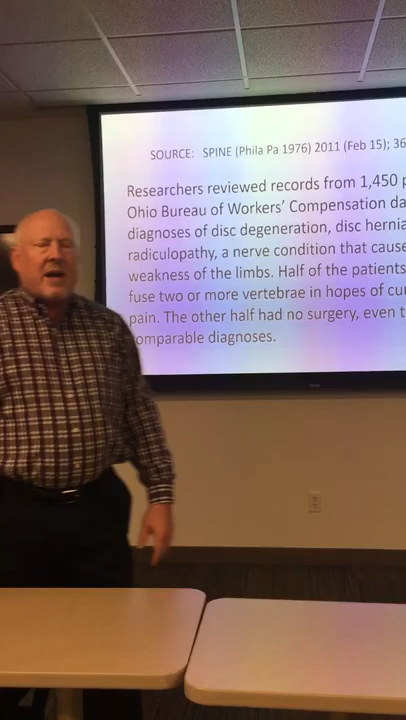 SOURCE: SPINE (Phila Pa 1976) 2011 (Feb 15); 36
Researchers reviewed records from 1,450 p
Ohio Bureau of Workers' Compensation da
diagnoses of disc degeneration, disc hernia
radiculopathy, a nerve condition that cause
weakness of the limbs. Half of the patients
fuse two or more vertebrae in hopes of cu
pain. The other half had no surgery, even t
omparable diagnoses.